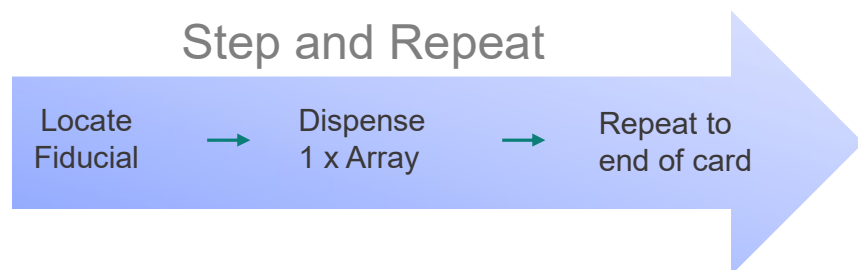 Step and Repeat
Locate
Fiducial
Dispense
1 x Array
Repeat to
end of card